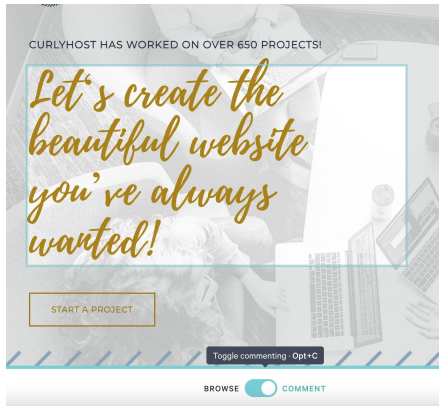 CURLYHOST HAS WORKED ON OVER 650 PROJECTS!
Let‘s create the
beautiful website
you’ve always
wanted!
START A PROJECT
Toggle commenting · Opt+C
BROWSE COMMENT